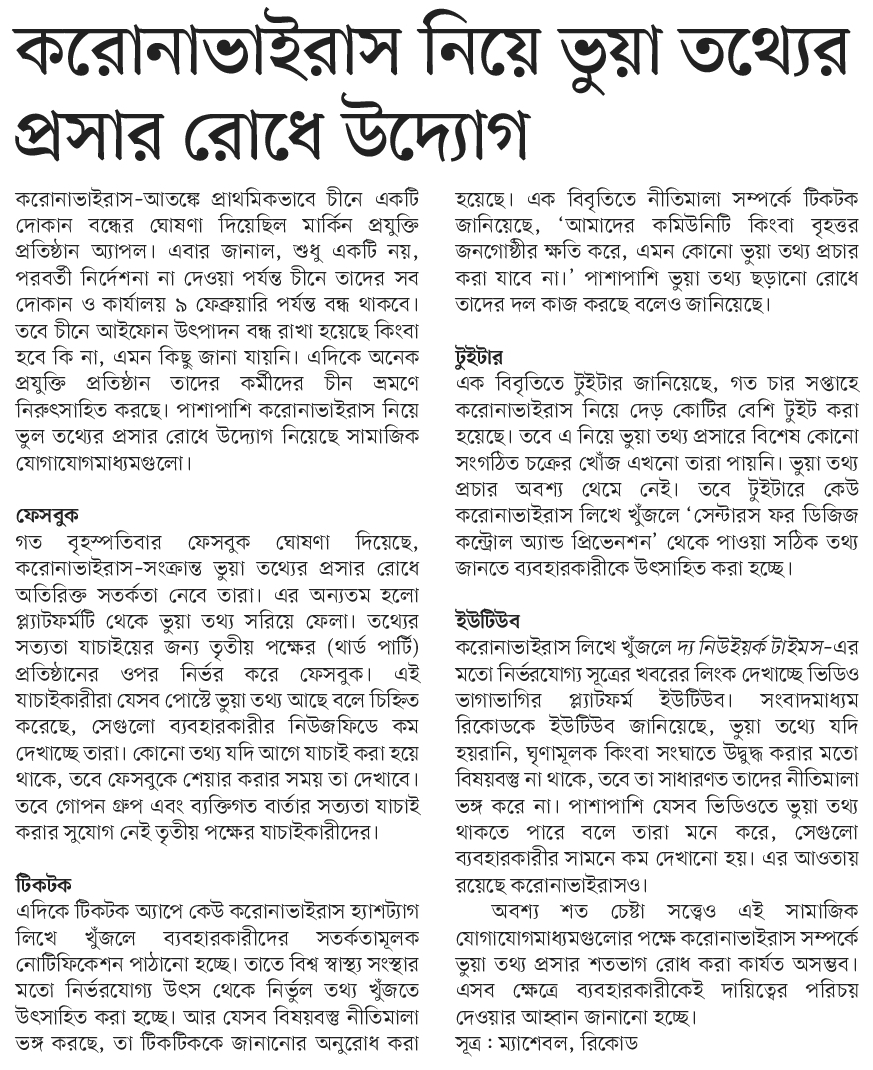 করোনাভাইরাস নিয়ে ভুয়া তথ্যের
প্রসার রোধে উদ্যোগ
করোনাভাইরাস-আতঙ্কে প্রাথমিকভাবে চীনে একটি
দোকান বন্ধের ঘোষণা দিয়েছিল মার্কিন প্রযুক্তি
প্রতিষ্ঠান অ্যাপল। এবার জানাল, শুধু একটি নয়,
পরবর্তী নির্দেশনা না দেওয়া পর্যন্ত চীনে তাদের সব
দোকান ও কার্যালয় ৯ ফেব্রুয়ারি পর্যন্ত বন্ধ থাকবে।
তবে চীনে আইফোন উৎপাদন বন্ধ রাখা হয়েছে কিংবা
হবে কি না, এমন কিছু জানা যায়নি। এদিকে অনেক
প্রযুক্তি প্রতিষ্ঠান তাদের কর্মীদের চীন ভ্রমণে
নিরুৎসাহিত করছে। পাশাপাশি করোনাভাইরাস নিয়ে
ভুল তথ্যের প্রসার রোধে উদ্যোগ নিয়েছে সামাজিক
যোগাযোগমাধ্যমগুলো।
ফেসবুক
গত বৃহস্পতিবার ফেসবুক ঘোষণা দিয়েছে,
করোনাভাইরাস-সংক্রান্ত ভুয়া তথ্যের প্রসার রোধে
অতিরিক্ত সতর্কতা নেবে তারা। এর অন্যতম হলো
প্ল্যাটফর্মটি থেকে ভুয়া তথ্য সরিয়ে ফেলা। তথ্যের
সত্যতা যাচাইয়ের জন্য তৃতীয় পক্ষের (থার্ড পার্টি)
প্রতিষ্ঠানের ওপর নির্ভর করে ফেসবুক। এই
যাচাইকারীরা যেসব পোস্টে ভুয়া তথ্য আছে বলে চিহ্নিত
করেছে, সেগুলো ব্যবহারকারীর নিউজফিডে কম
দেখাচ্ছে তারা। কোনো তথ্য যদি আগে যাচাই করা হয়ে
থাকে, তবে ফেসবুকে শেয়ার করার সময় তা দেখাবে।
তবে গোপন গ্রুপ এবং ব্যক্তিগত বার্তার সত্যতা যাচাই
করার সুযোগ নেই তৃতীয় পক্ষের যাচাইকারীদের।
টিকটক
এদিকে টিকটক অ্যাপে কেউ করোনাভাইরাস হ্যাশট্যাগ
লিখে খুঁজলে ব্যবহারকারীদের সতর্কতামূলক
নোটিফিকেশন পাঠানো হচ্ছে। তাতে বিশ্ব স্বাস্থ্য সংস্থার
মতো নির্ভরযোগ্য উৎস থেকে নির্ভুল তথ্য খুঁজতে
উৎসাহিত করা হচ্ছে। আর যেসব বিষয়বস্তু নীতিমালা
ভঙ্গ করছে, তা টিকটিককে জানানোর অনুরোধ করা
হয়েছে। এক বিবৃতিতে নীতিমালা সম্পর্কে টিকটক
জানিয়েছে, ‘আমাদের কমিউনিটি কিংবা বৃহত্তর
জনগোষ্ঠীর ক্ষতি করে, এমন কোনো ভুয়া তথ্য প্রচার
করা যাবে না।’ পাশাপাশি ভুয়া তথ্য ছড়ানো রোধে
তাদের দল কাজ করছে বলেও জানিয়েছে।
টুইটার
এক বিবৃতিতে টুইটার জানিয়েছে, গত চার সপ্তাহে
করোনাভাইরাস নিয়ে দেড় কোটির বেশি টুইট করা
হয়েছে। তবে এ নিয়ে ভুয়া তথ্য প্রসারে বিশেষ কোনো
সংগঠিত চক্রের খোঁজ এখনো তারা পায়নি। ভুয়া তথ্য
প্রচার অবশ্য থেমে নেই। তবে টুইটারে কেউ
করোনাভাইরাস লিখে খুঁজলে ‘সেন্টারস ফর ডিজিজ
কন্ট্রোল অ্যান্ড প্রিভেনশন’ থেকে পাওয়া সঠিক তথ্য
জানতে ব্যবহারকারীকে উৎসাহিত করা হচ্ছে।
ইউটিউব
করোনাভাইরাস লিখে খুঁজলে দ্য নিউইয়র্ক টাইমস-এর
মতো নির্ভরযোগ্য সূত্রের খবরের লিংক দেখাচ্ছে ভিডিও
ভাগাভাগির প্ল্যাটফর্ম ইউটিউব। সংবাদমাধ্যম
রিকোডকে ইউটিউব জানিয়েছে, ভুয়া তথ্যে যদি
হয়রানি, ঘৃণামূলক কিংবা সংঘাতে উদ্বুদ্ধ করার মতো
বিষয়বস্তু না থাকে, তবে তা সাধারণত তাদের নীতিমালা
ভঙ্গ করে না। পাশাপাশি যেসব ভিডিওতে ভুয়া তথ্য
থাকতে পারে বলে তারা মনে করে, সেগুলো
ব্যবহারকারীর সামনে কম দেখানো হয়। এর আওতায়
রয়েছে করোনাভাইরাসও।
অবশ্য শত চেষ্টা সত্ত্বেও এই সামাজিক
যোগাযোগমাধ্যমগুলোর পক্ষে করোনাভাইরাস সম্পর্কে
ভুয়া তথ্য প্রসার শতভাগ রোধ করা কার্যত অসম্ভব।
এসব ক্ষেত্রে ব্যবহারকারীকেই দায়িত্বের পরিচয়
দেওয়ার আহ্বান জানানো হচ্ছে।
সূত্র : ম্যাশেবল, রিকোড